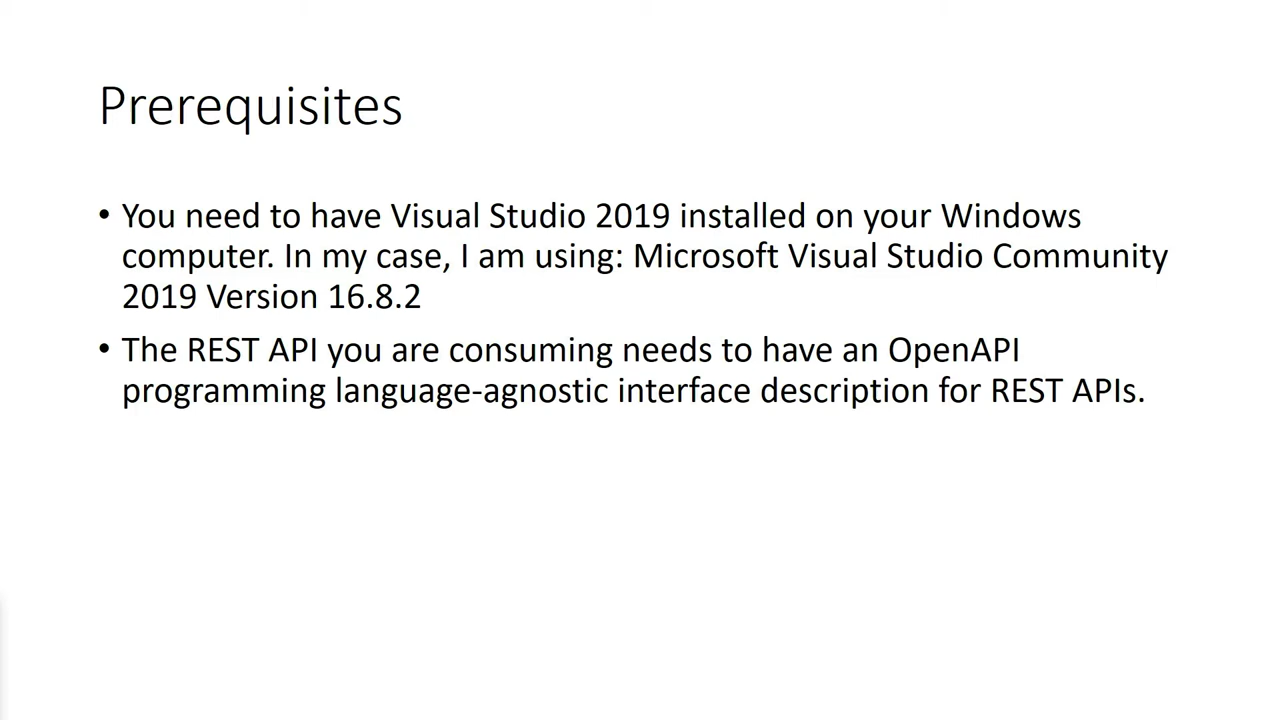 Prerequisites
• You need to have Visual Studio 2019 installed on your Windows
computer. In my case, I am using: Microsoft Visual Studio Community
2019 Version 16.8.2
• The REST API you are consuming needs to have an OpenAPI
programming language-agnostic interface description for REST APIs.